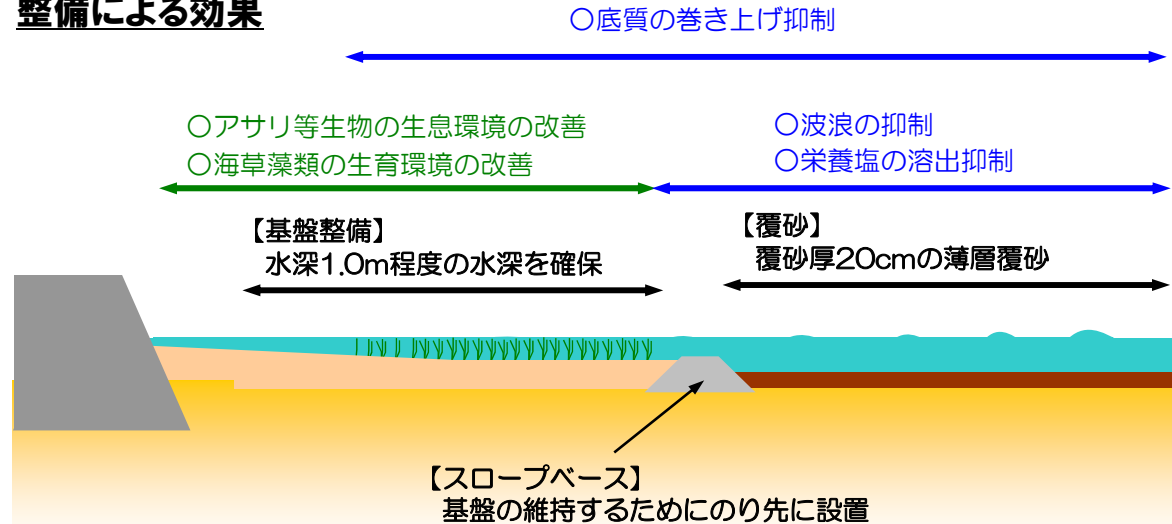 整備による効果
〇底質の巻き上げ抑制
〇アサリ等生物の生息環境の改善
〇海草藻類の生育環境の改善
〇波浪の抑制
〇栄養塩の溶出抑制
【基盤整備】
水深1.0m程度の水深を確保
【覆砂】
覆砂厚20cmの薄層覆砂
【スロープベース】
基盤の維持するためにのり先に設置